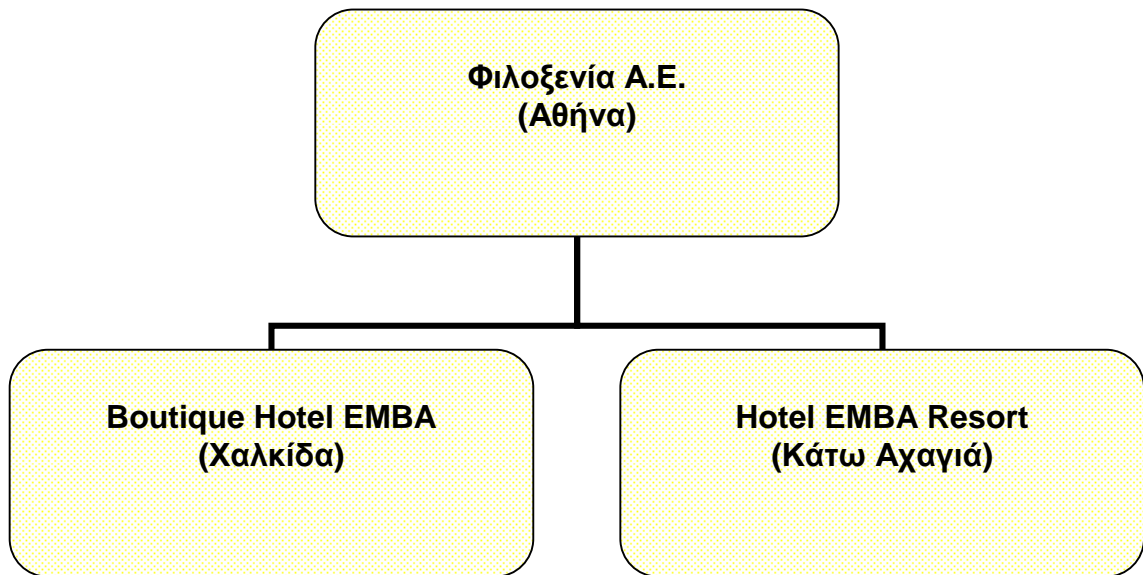 Φιλοξενία Α.Ε.
(Αθήνα)
Boutique Hotel EMBA
(Χαλκίδα)
Hotel EMBA Resort
(Κάτω Αχαγιά)